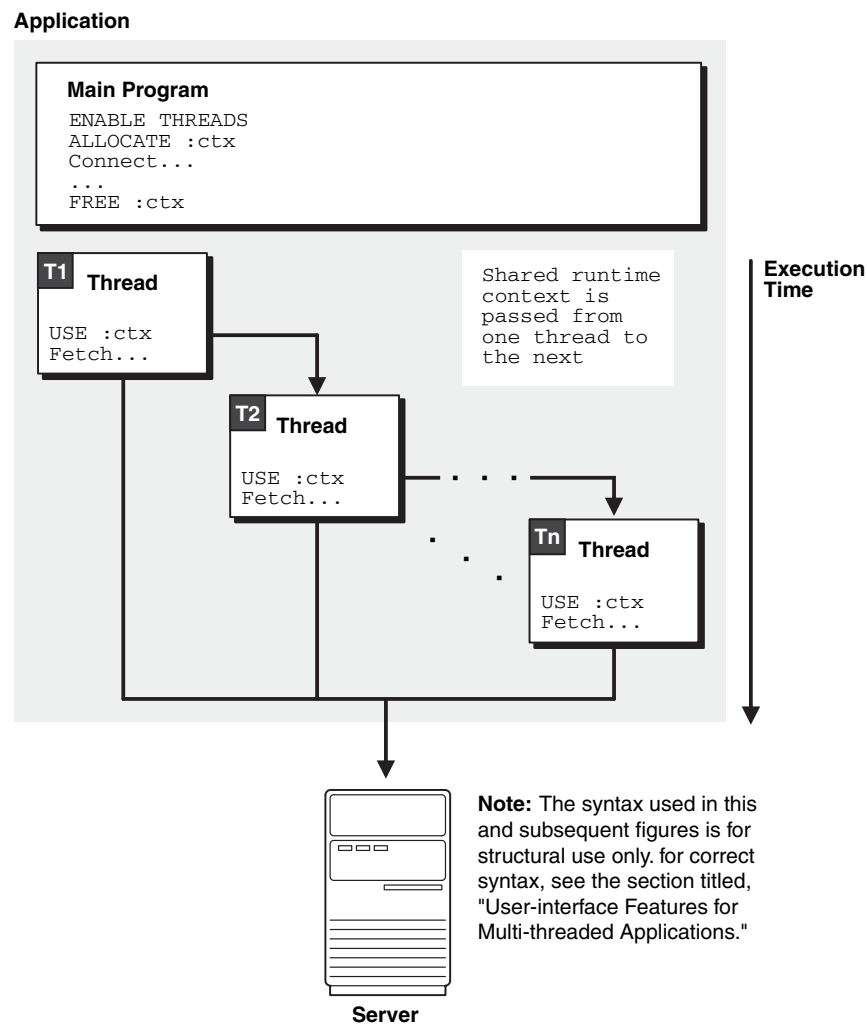 Application
Main Program
ENABLE THREADS
ALLOCATE :ctx
Connect...
...
FREE :ctx
T1
Thread
USE :ctx
Fetch...
Shared runtime
context is
passed from
one thread to
the next
Execution
Time
T2
Thread
USE :ctx
Fetch...
Tn
Thread
USE :ctx
Fetch...
Note: The syntax used in this
and subsequent figures is for
structural use only. for correct
syntax, see the section titled,
"User-interface Features for
Multi-threaded Applications."
Server